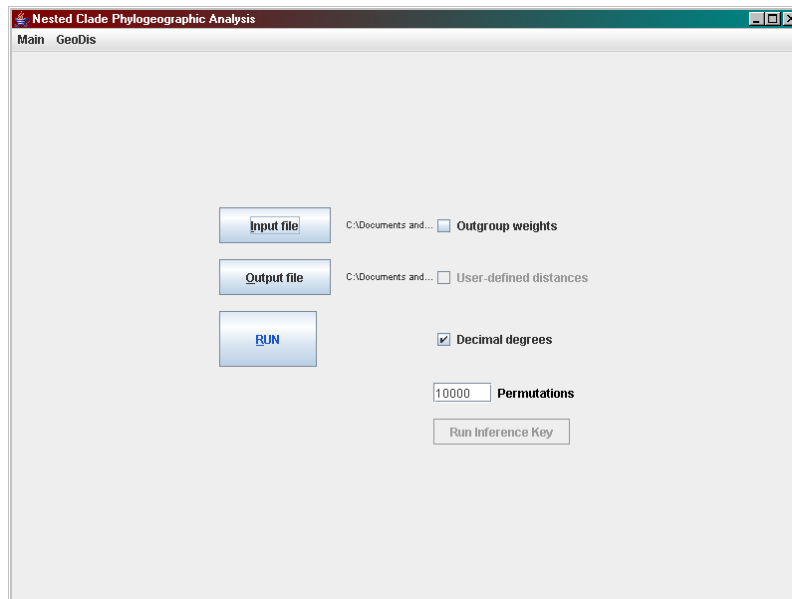 Nested Clade Phylogeographic Analysis
Main GeoDis
Input file C:\Documents and... Outgroup weights
Output file C:\Documents and... User-defined distances
RUN Decimal degrees
10000 Permutations
Run Inference Key